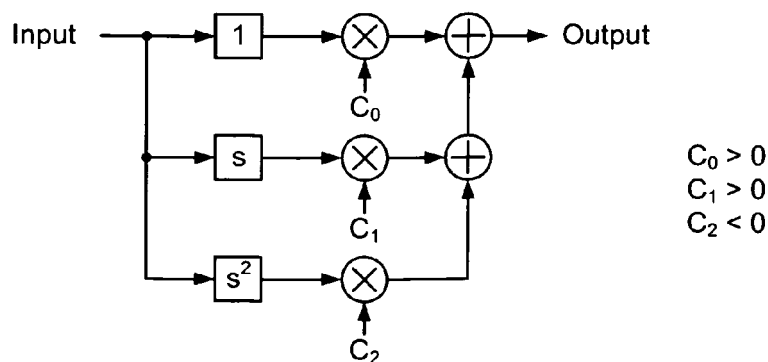 Input
1
Output
C₀
s
C₁
C₀ > 0
C₁ > 0
C₂ < 0
s²
C₂